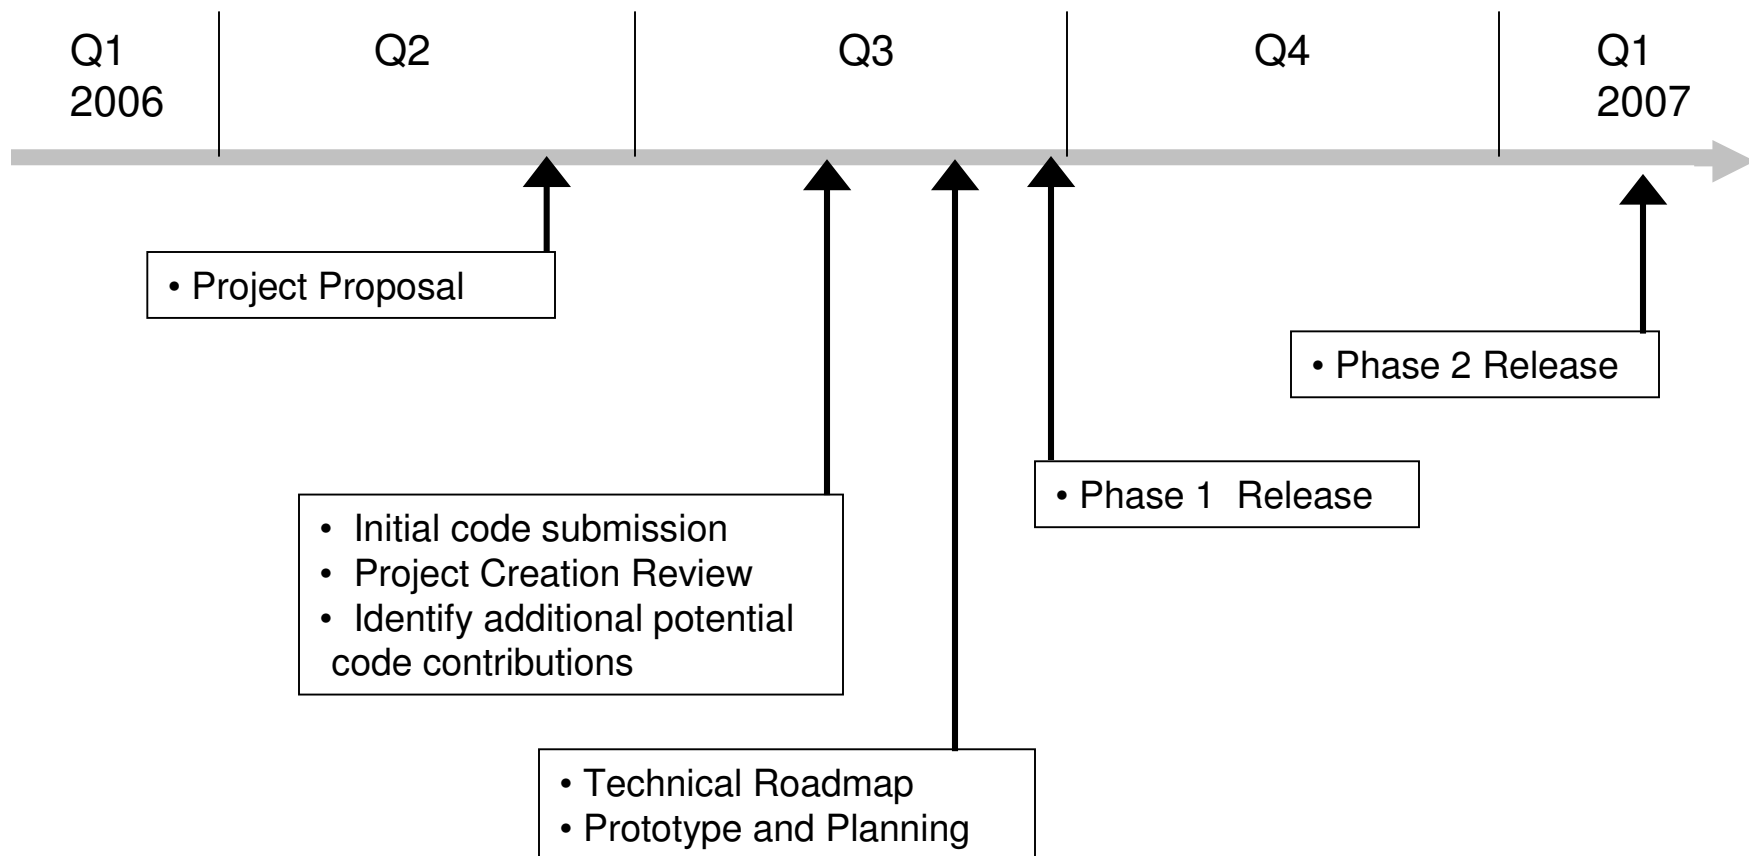 Q1
2006
Q2
Q3
Q4
Q1
2007
• Project Proposal
• Phase 2 Release
• Phase 1  Release
• Initial code submission
• Project Creation Review
• Identify additional potential
code contributions
• Technical Roadmap
• Prototype and Planning